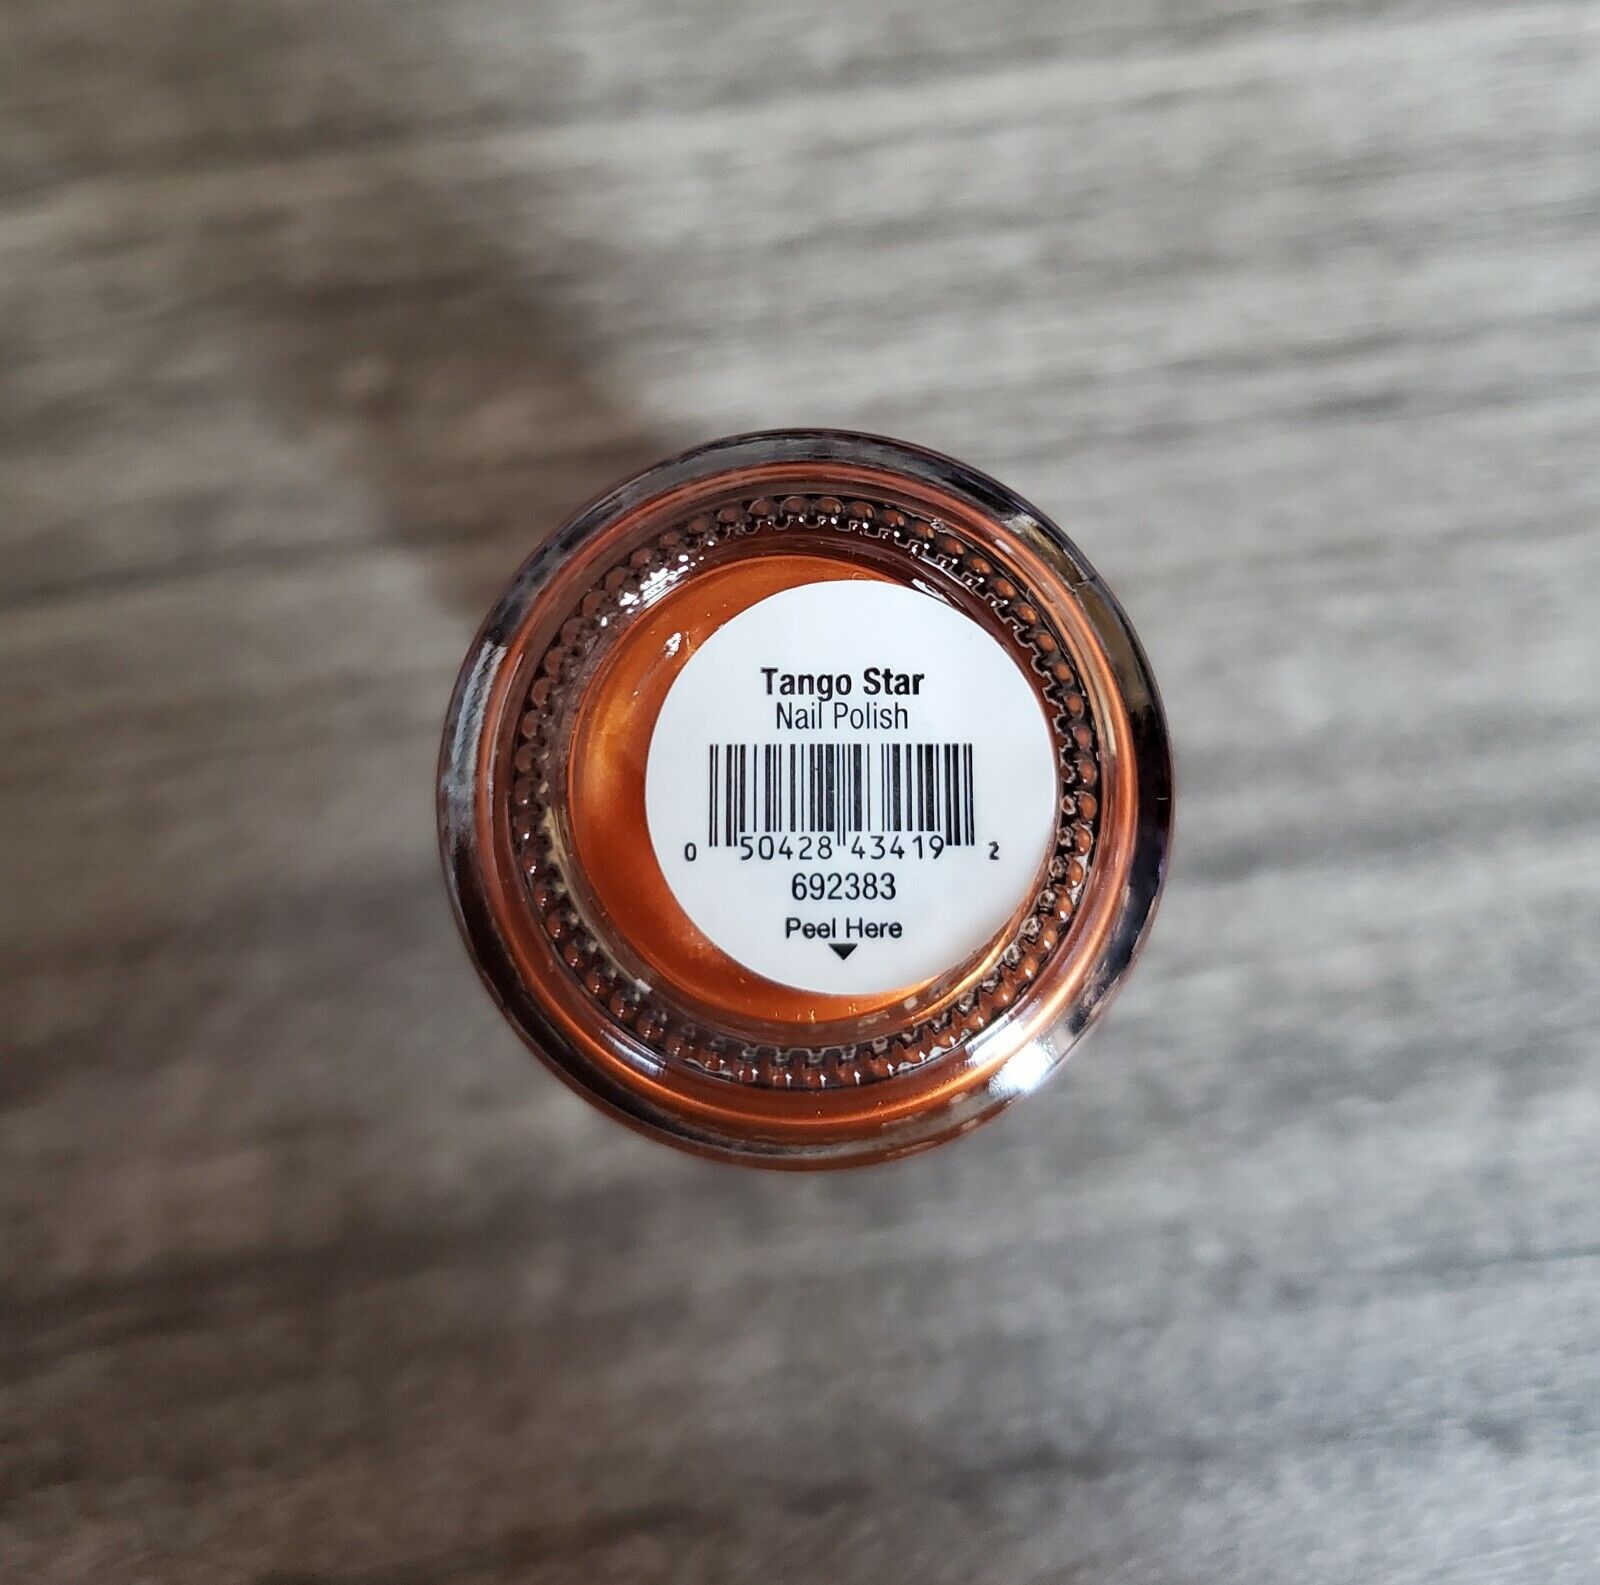 Tango Star
Nail Polish
0 50428 43419 2
692383
Peel Here